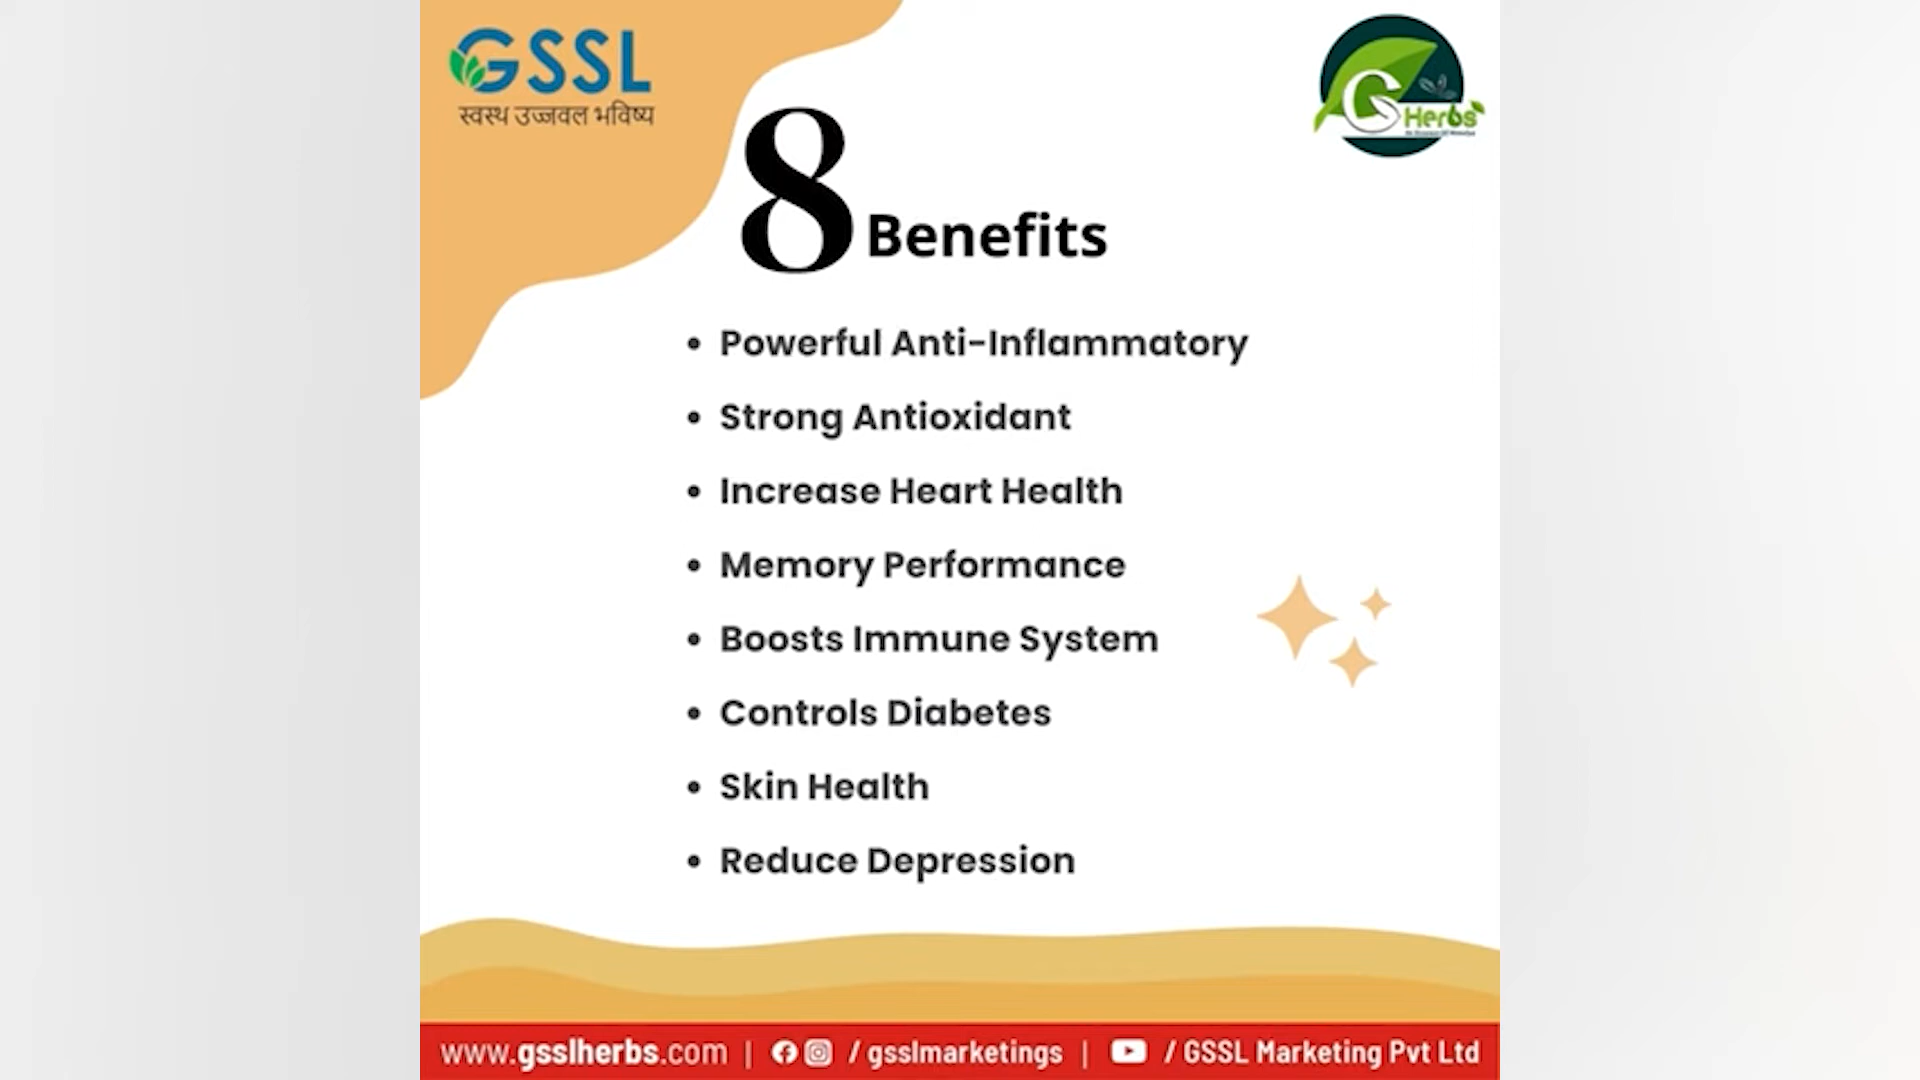 GSSL
स्वस्थ उज्जवल भविष्य
G Herbs
8 Benefits
• Powerful Anti-Inflammatory
• Strong Antioxidant
• Increase Heart Health
• Memory Performance
• Boosts Immune System
• Controls Diabetes
• Skin Health
• Reduce Depression
www.gsslherbs.com | / gsslmarketings | / GSSL Marketing Pvt Ltd